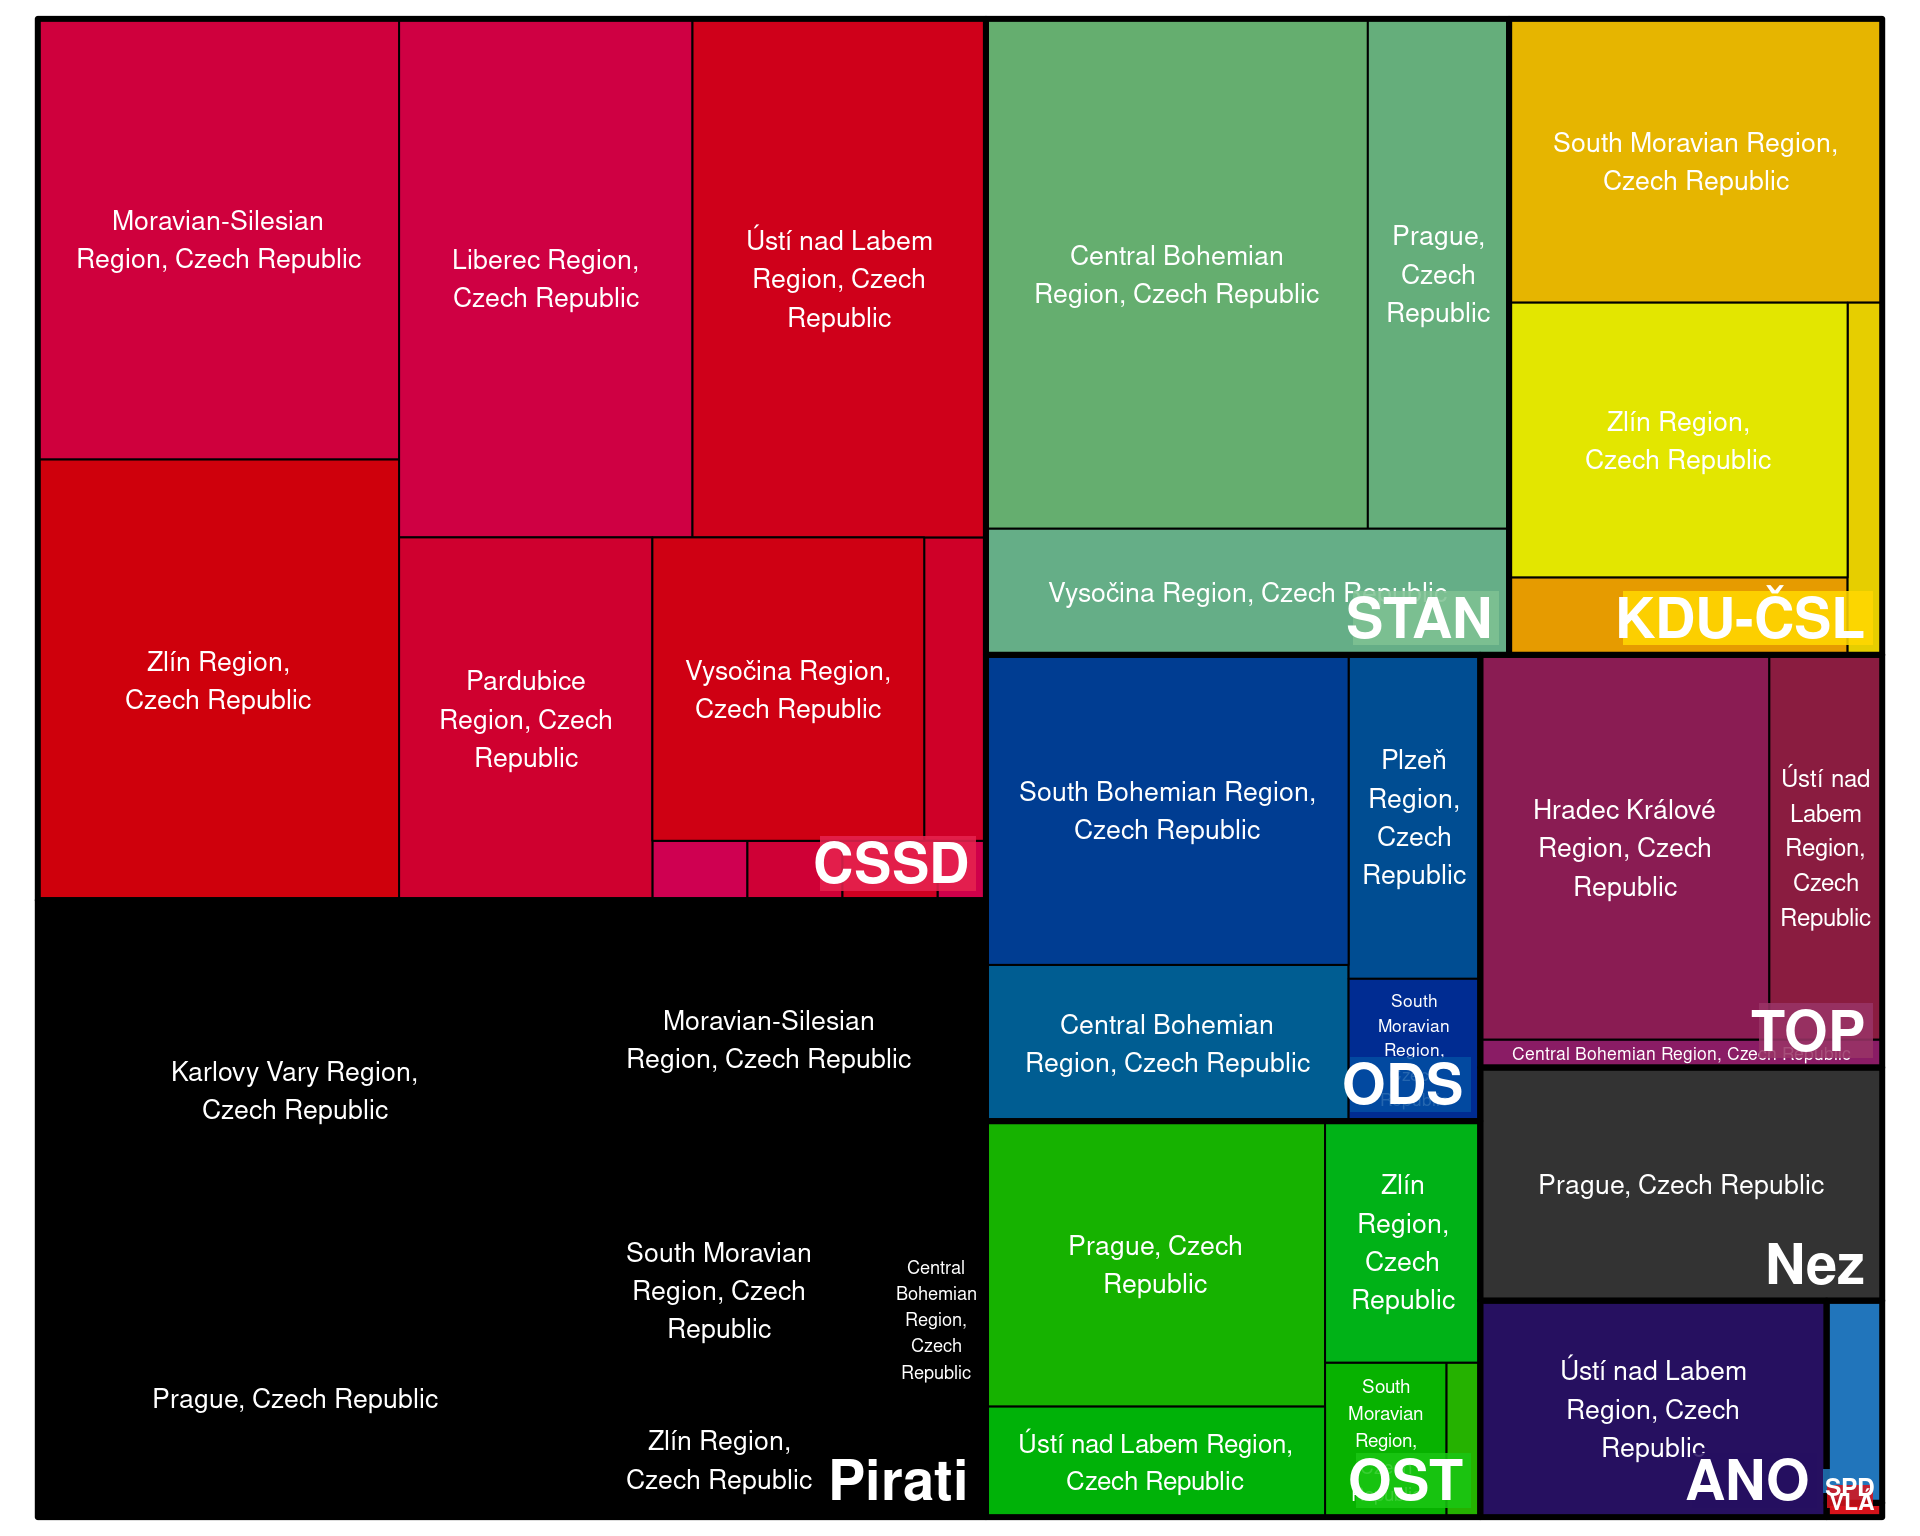 Moravian-Silesian
Region, Czech Republic
Liberec Region,
Czech Republic
Ústí nad Labem
Region, Czech
Republic
Zlín Region,
Czech Republic
Pardubice
Region, Czech
Republic
Vysočina Region,
Czech Republic
CSSD
Central Bohemian
Region, Czech Republic
Prague,
Czech
Republic
Vysočina Region, Czech Republic
STAN
South Moravian Region,
Czech Republic
Zlín Region,
Czech Republic
KDU-ČSL
South Bohemian Region,
Czech Republic
Plzeň
Region,
Czech
Republic
Central Bohemian
Region, Czech Republic
South
Moravian
Region,
ODS
Hradec Králové
Region, Czech
Republic
Ústí nad
Labem
Region,
Czech
Republic
Central Bohemian Region, Czech Republic
TOP
Karlovy Vary Region,
Czech Republic
Moravian-Silesian
Region, Czech Republic
Prague, Czech Republic
South Moravian
Region, Czech
Republic
Central
Bohemian
Region,
Czech
Republic
Zlín Region,
Czech Republic
Pirati
Prague, Czech
Republic
Zlín
Region,
Czech
Republic
Ústí nad Labem Region,
Czech Republic
South
Moravian
Region,
OST
Prague, Czech Republic
Nez
Ústí nad Labem
Region, Czech
Republic
ANO
SPD
VLA